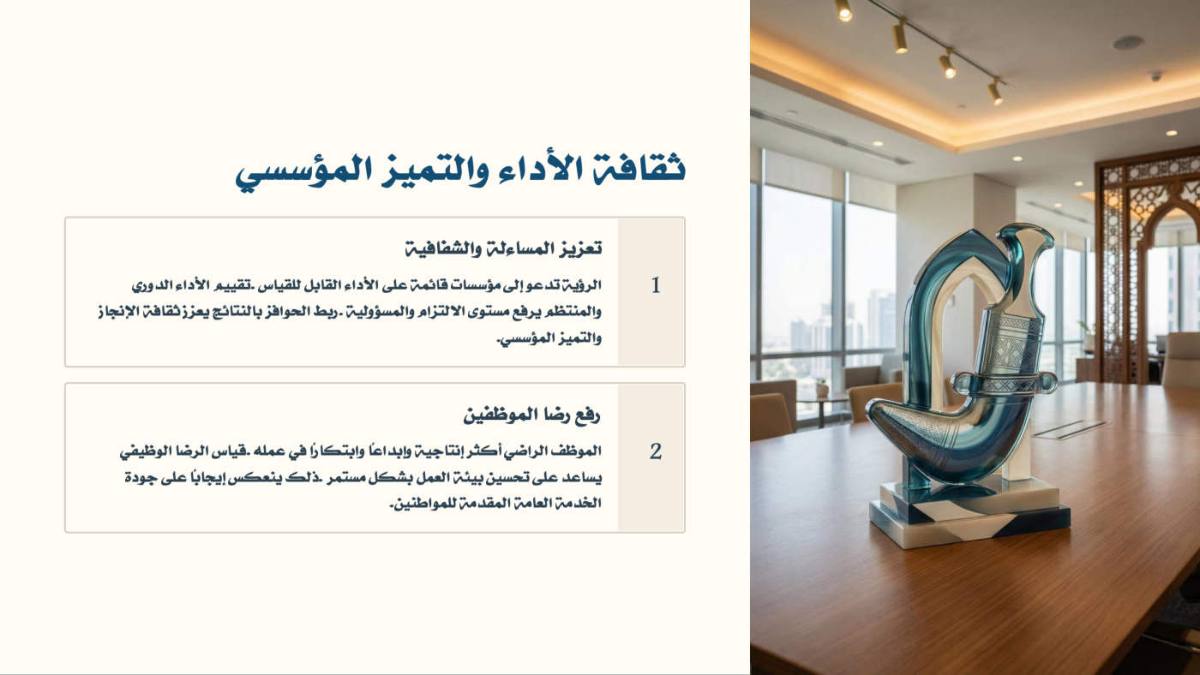 ثقافة الأداء والتميز المؤسسي
1
تعزيز المساءلة والشفافية
الرؤية تدعو إلى مؤسسات قائمة على الأداء القابل للقياس .تقييم الأداء الدوري
والمنتظم يرفع مستوى الالتزام والمسؤولية .ربط الحوافز بالنتائج يعزز ثقافة الإنجاز
والتميز المؤسسي.
2
رفع رضا الموظفين
الموظف الراضي أكثر إنتاجية وإبداعًا وابتكارًا في عمله .قياس الرضا الوظيفي
يساعد على تحسين بيئة العمل بشكل مستمر .ذلك ينعكس إيجابًا على جودة
الخدمة العامة المقدمة للمواطنين.